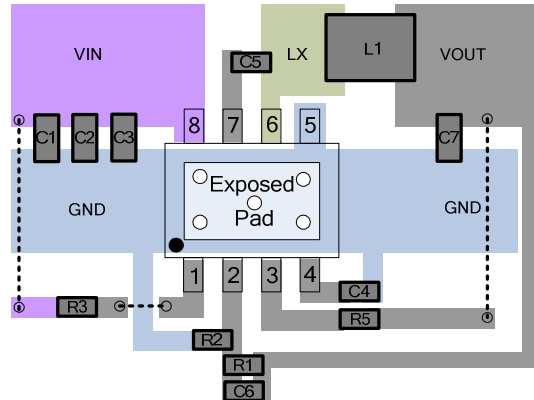 VIN
C5
LX
L1
VOUT
C1
C2
C3
8
7
6
5
C7
GND
Exposed
Pad
GND
1
2
3
4
C4
R3
R5
R2
R1
C6